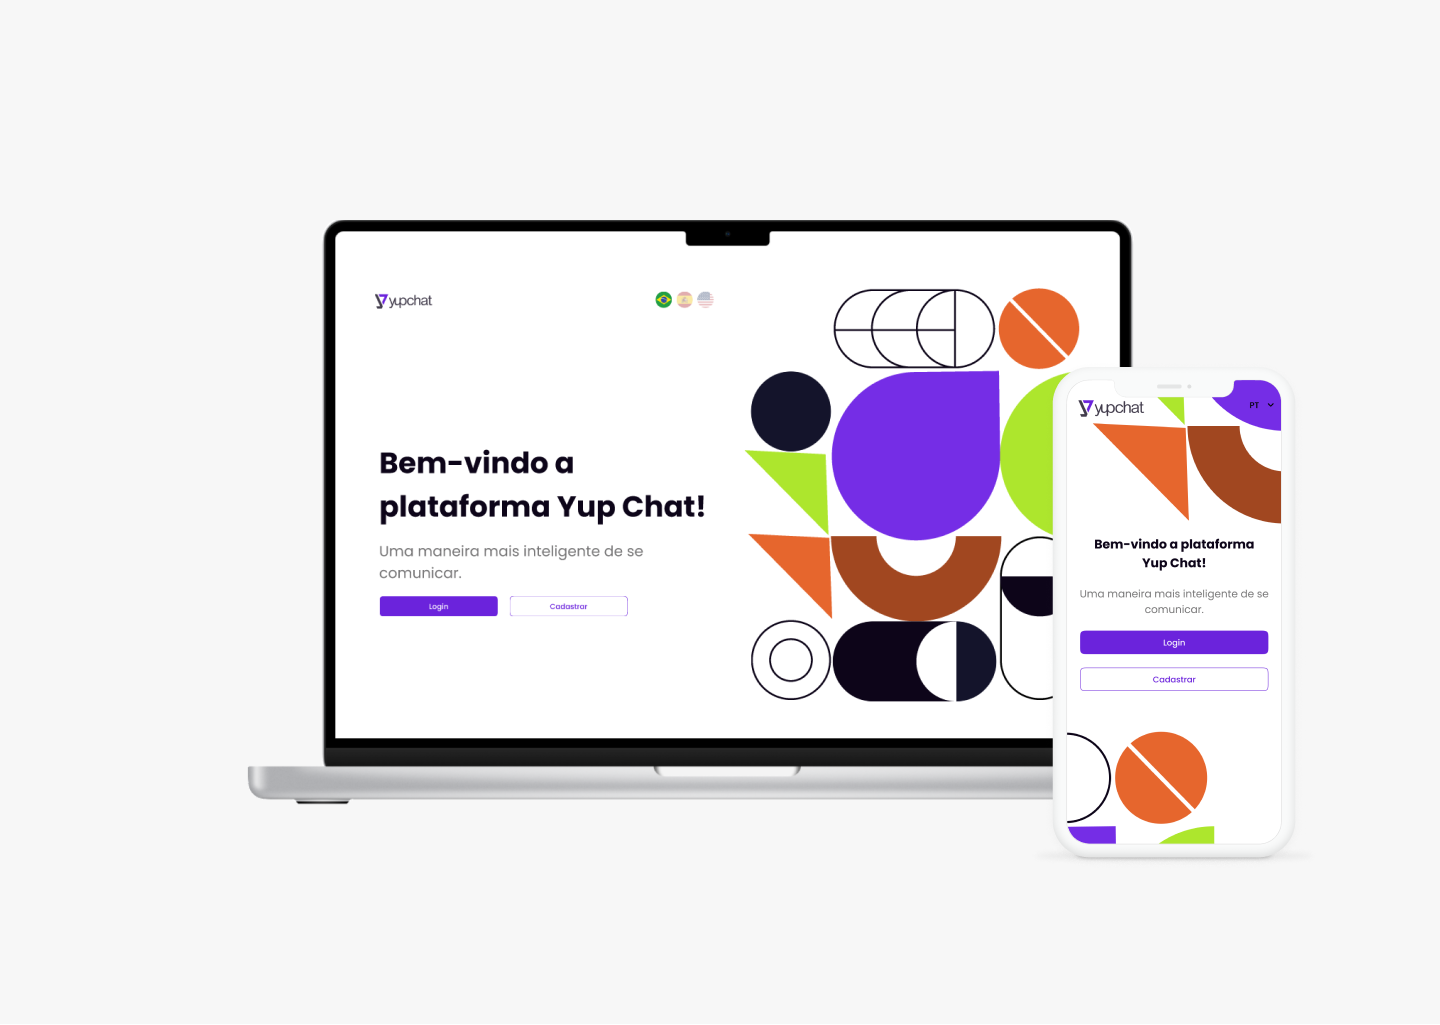 yupchat
Bem-vindo a
plataforma Yup Chat!
Uma maneira mais inteligente de se
comunicar.
Login
Cadastrar
yupchat
PT
Bem-vindo a plataforma
Yup Chat!
Uma maneira mais inteligente de se
comunicar.
Login
Cadastrar